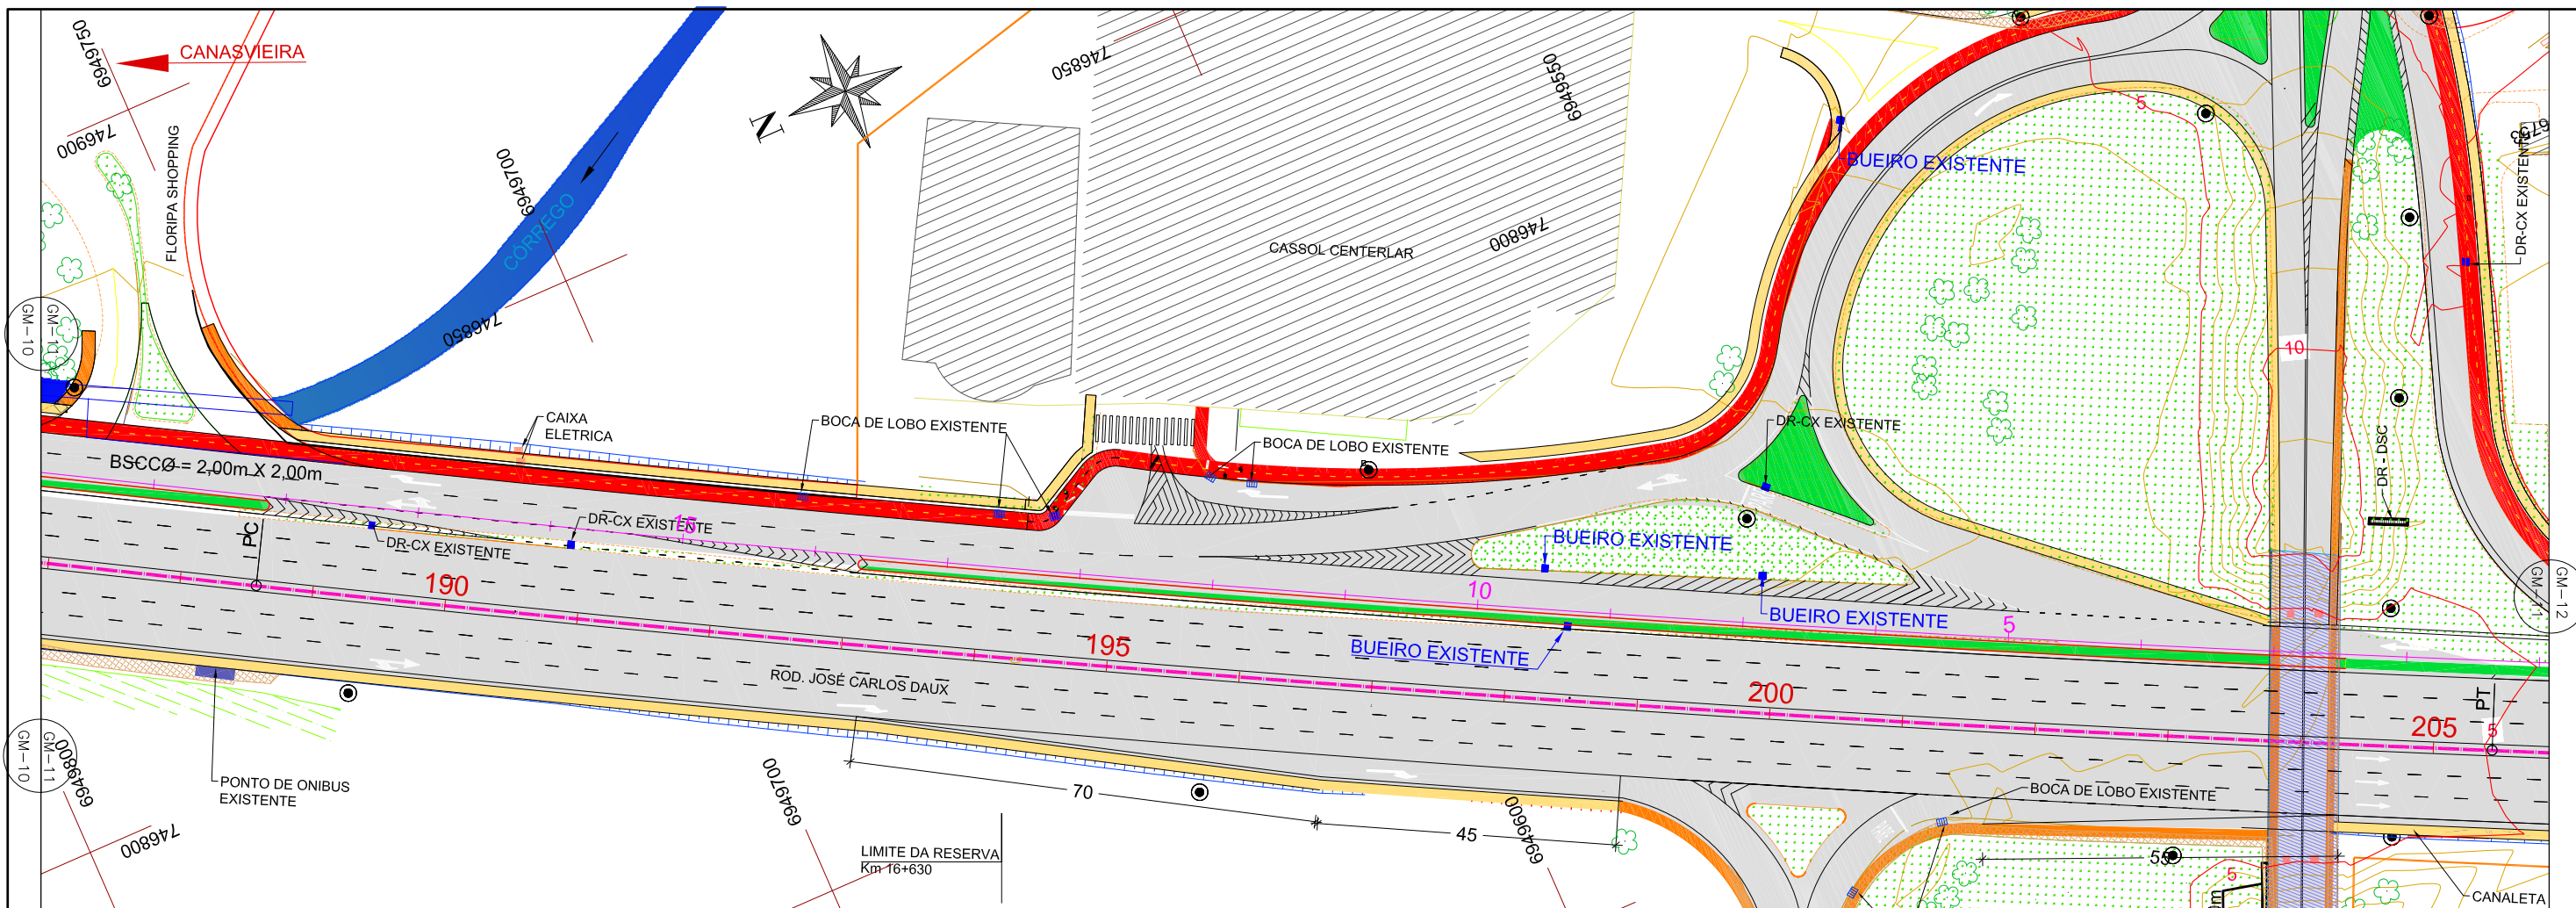 6949750
CANASVIEIRA
746900
FLORIPA SHOPPING
6949700
CÓRREGO
746850
N
746850
6949550
746800
CASSOL CENTERLAR
BUEIRO EXISTENTE
5
DR-CX EXISTENTE
10
GM-11
GM-10
CAIXA
ELETRICA
BOCA DE LOBO EXISTENTE
BOCA DE LOBO EXISTENTE
DR-CX EXISTENTE
DR - DSC
BSCCØ = 2,00m X 2,00m
PC
DR-CX EXISTENTE
DR-CX EXISTENTE
15
BUEIRO EXISTENTE
10
BUEIRO EXISTENTE
5
BUEIRO EXISTENTE
GM-12
GM-11
190
195
200
205
PT
5
ROD. JOSÉ CARLOS DAUX
GM-11
GM-10
6949800
PONTO DE ONIBUS
EXISTENTE
746800
6949700
70
45
LIMITE DA RESERVA
Km 16+630
6949600
BOCA DE LOBO EXISTENTE
55
5
CANALETA